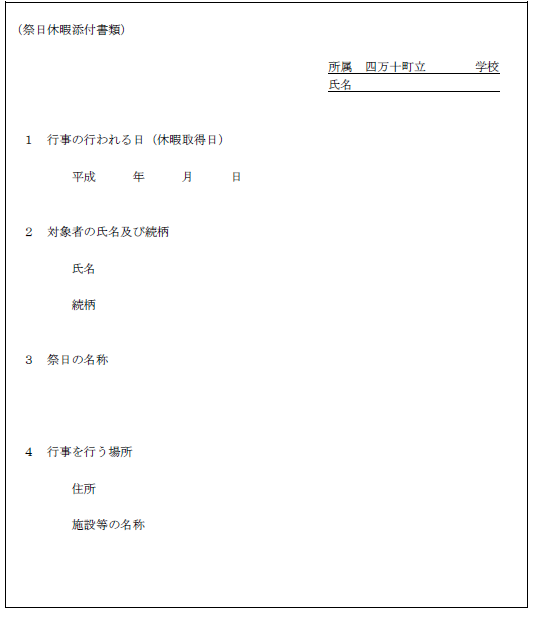 （祭日休暇添付書類）
所属　四万十町立　　　　学校
氏名
１　行事の行われる日（休暇取得日）
平成　　　年　　　月　　　日
２　対象者の氏名及び続柄
氏名
続柄
３　祭日の名称
４　行事を行う場所
住所
施設等の名称